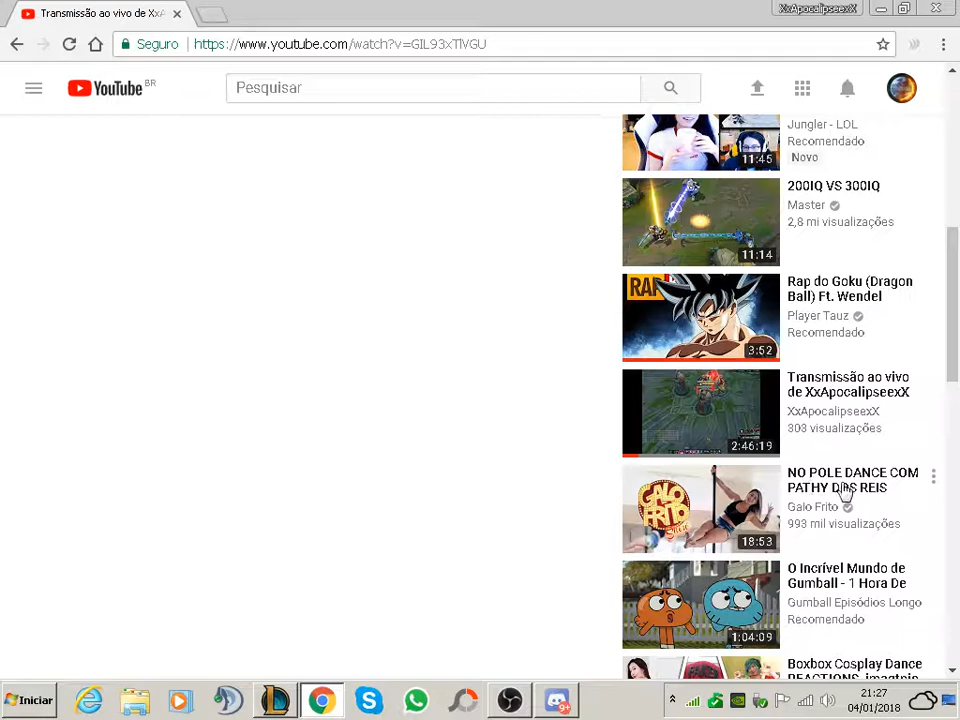 Transmissão ao vivo de XxA
XxApocalipseexX
Seguro
https://www.youtube.com/watch?v=GIL93xTlVGU
YouTube BR
Pesquisar
Jungler - LOL
Recomendado
Novo
11:45
200IQ VS 300IQ
Master
2,8 mi visualizações
11:14
RAP
Rap do Goku (Dragon
Ball) Ft. Wendel
Player Tauz
Recomendado
3:52
Transmissão ao vivo
de XxApocalipseexX
XxApocalipseexX
303 visualizações
2:46:19
GALO
FRITO
NO POLE DANCE COM
PATHY DOS REIS
Galo Frito
993 mil visualizações
18:53
O Incrível Mundo de
Gumball - 1 Hora De
Gumball Episódios Longo
Recomendado
1:04:09
Boxbox Cosplay Dance
Iniciar
9+
21:27
04/01/2018